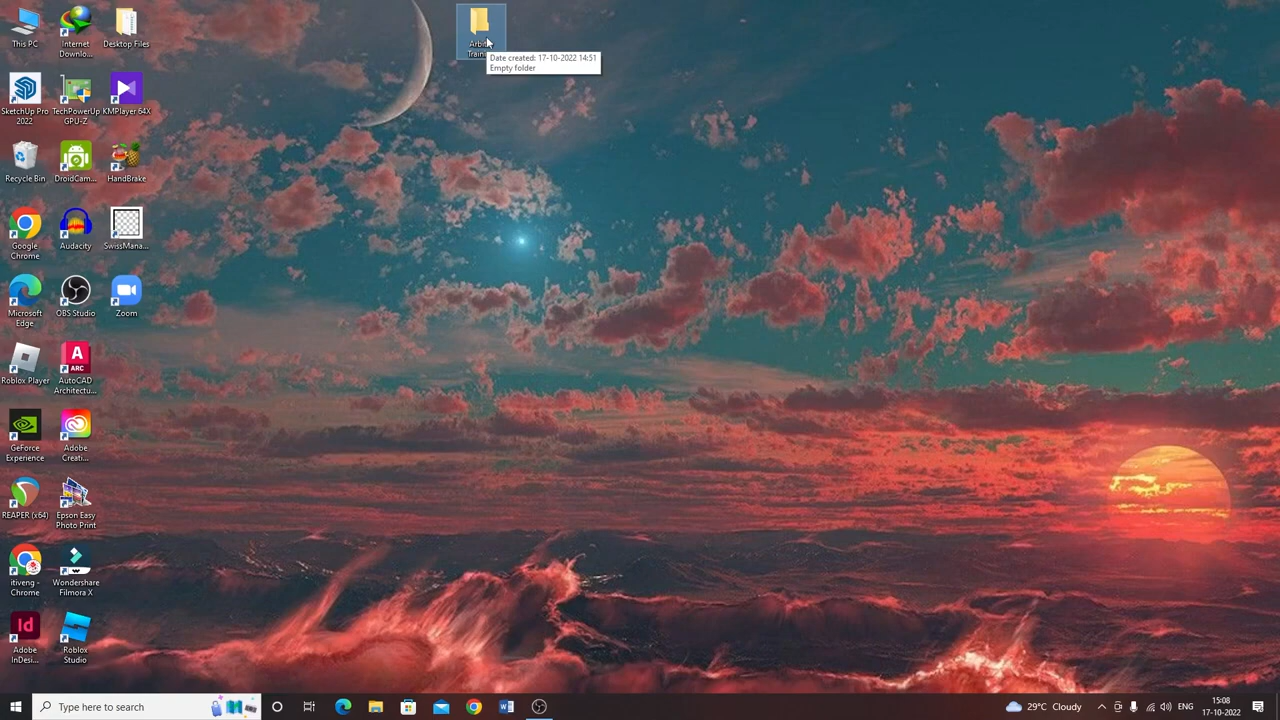 This PC
Internet
Downlo...
Desktop Files
Date created: 17-10-2022 14:51
Empty folder
SketchUp Pro
2022
TechPowerUp
GPU-Z
KMPlayer 64X
Recycle Bin
DroidCam...
HandBrake
Google
Chrome
Audacity
SwissMana...
Microsoft
Edge
OBS Studio
Zoom
Roblox Player
AutoCAD
Architectu...
GeForce
Experience
Adobe
Creati...
REAPER (x64)
Epson Easy
Photo Print
itiveng -
Chrome
Wondershare
Filmora X
Adobe
InDesi...
Roblox
Studio
Type here to search
29°C Cloudy
ENG
15:08
17-10-2022